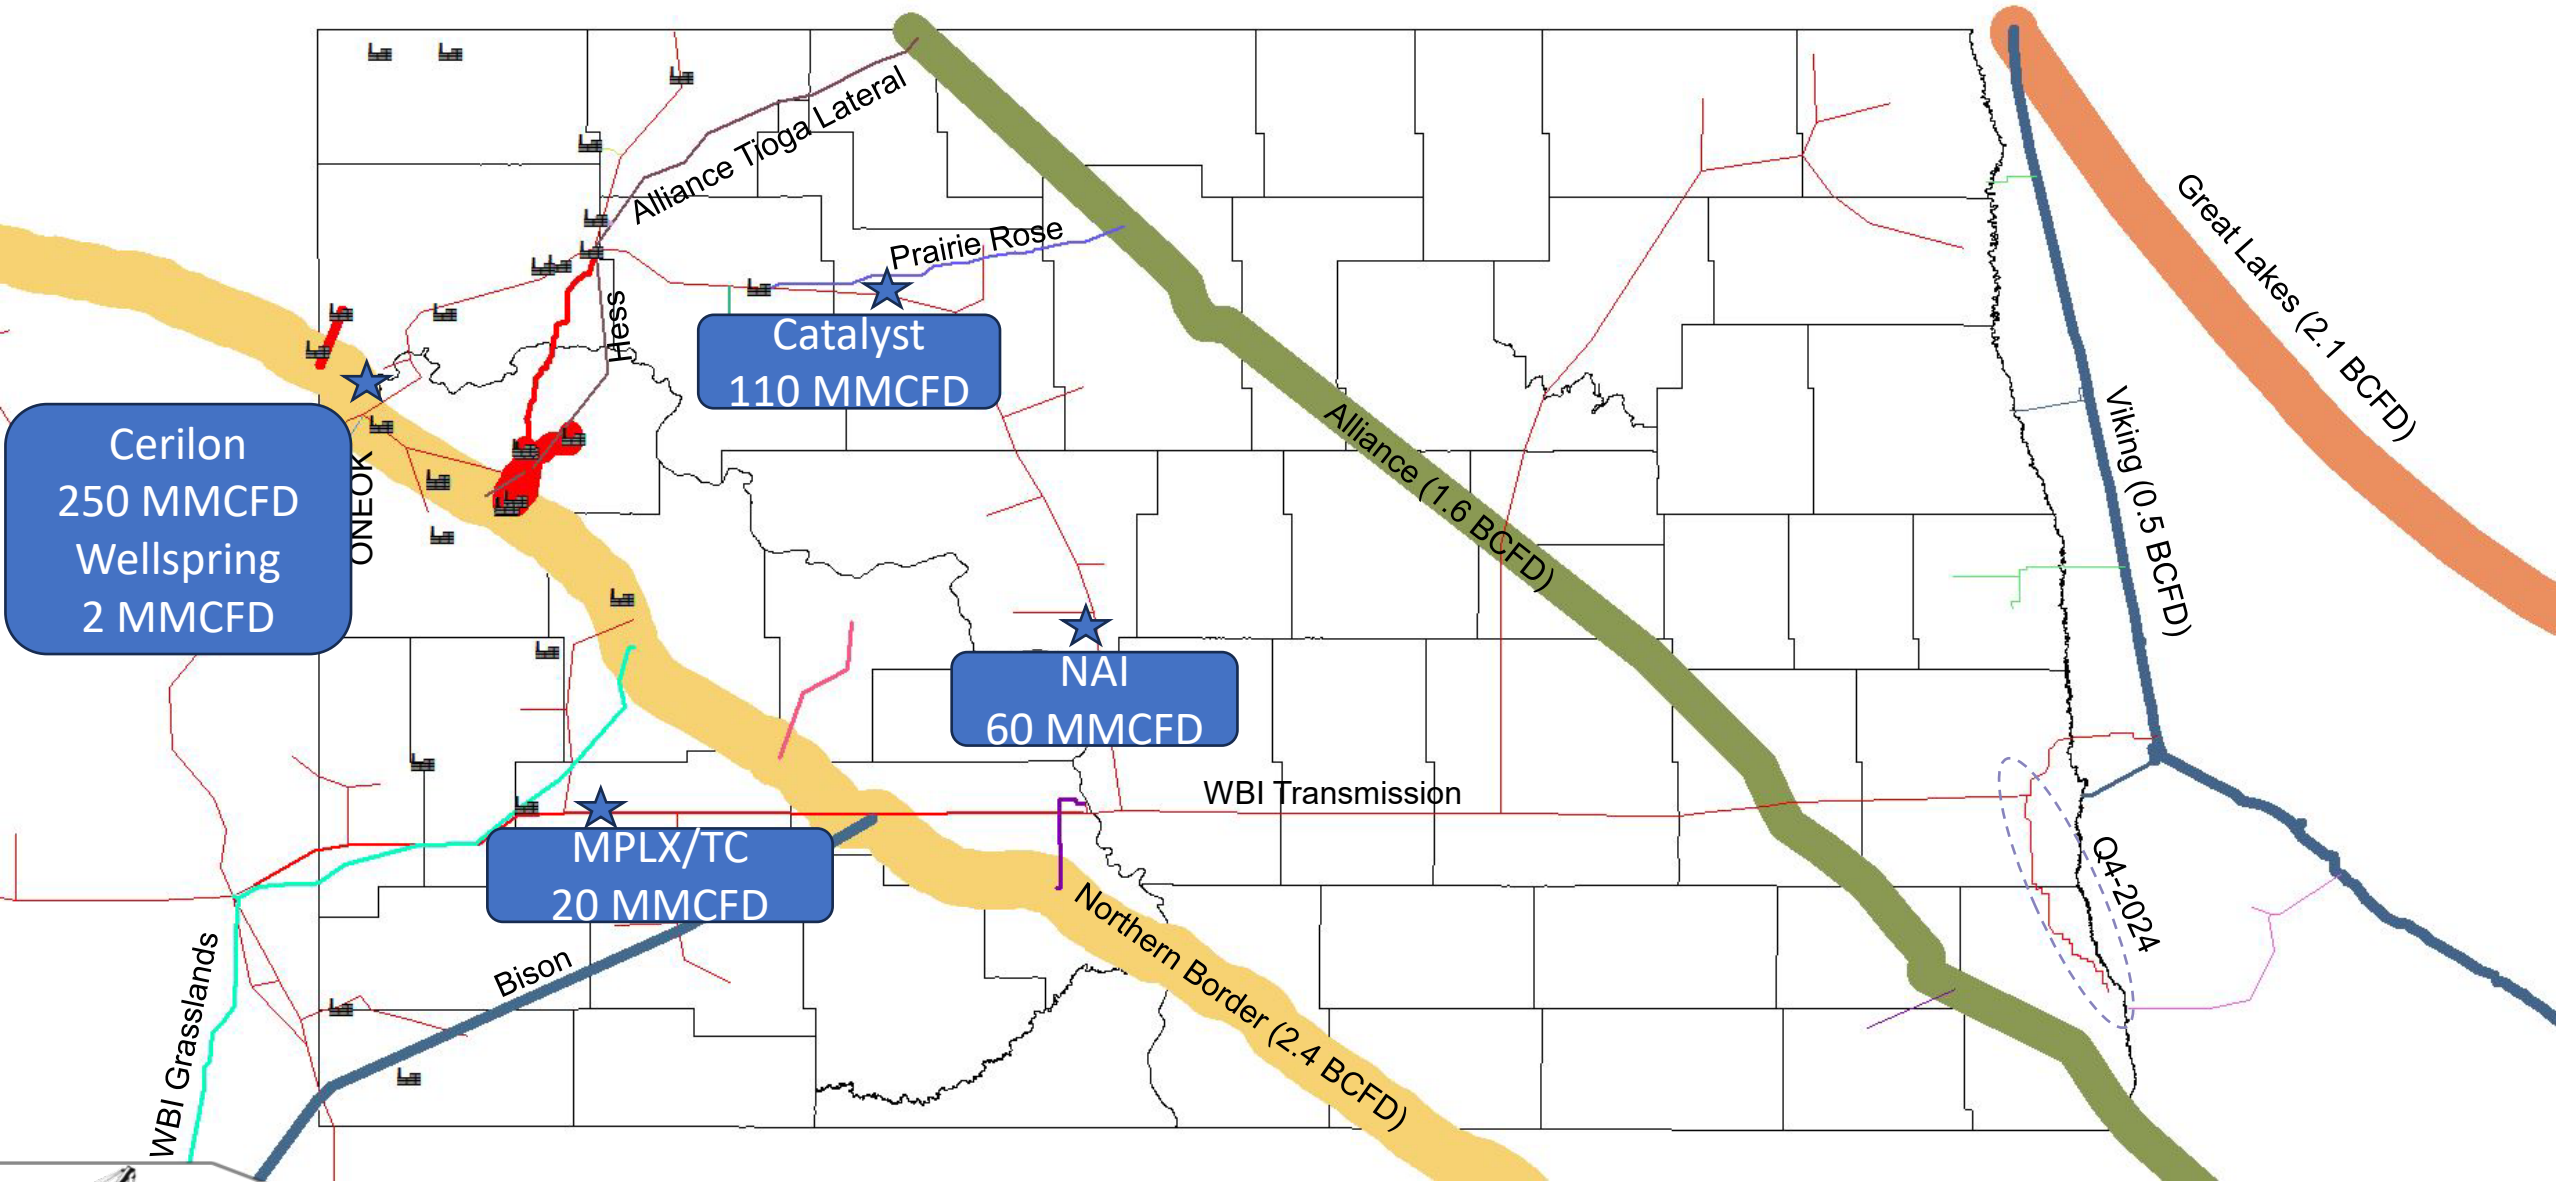 Alliance Tioga Lateral
Prairie Rose
Hess
Great Lakes (2.1 BCFD)
Catalyst
110 MMCFD
Cerilon
250 MMCFD
Wellspring
2 MMCFD
ONEOK
Alliance (1.6 BCFD)
Viking (0.5 BCFD)
NAI
60 MMCFD
WBI Transmission
MPLX/TC
20 MMCFD
Q4-2024
Northern Border (2.4 BCFD)
Bison
WBI Grasslands